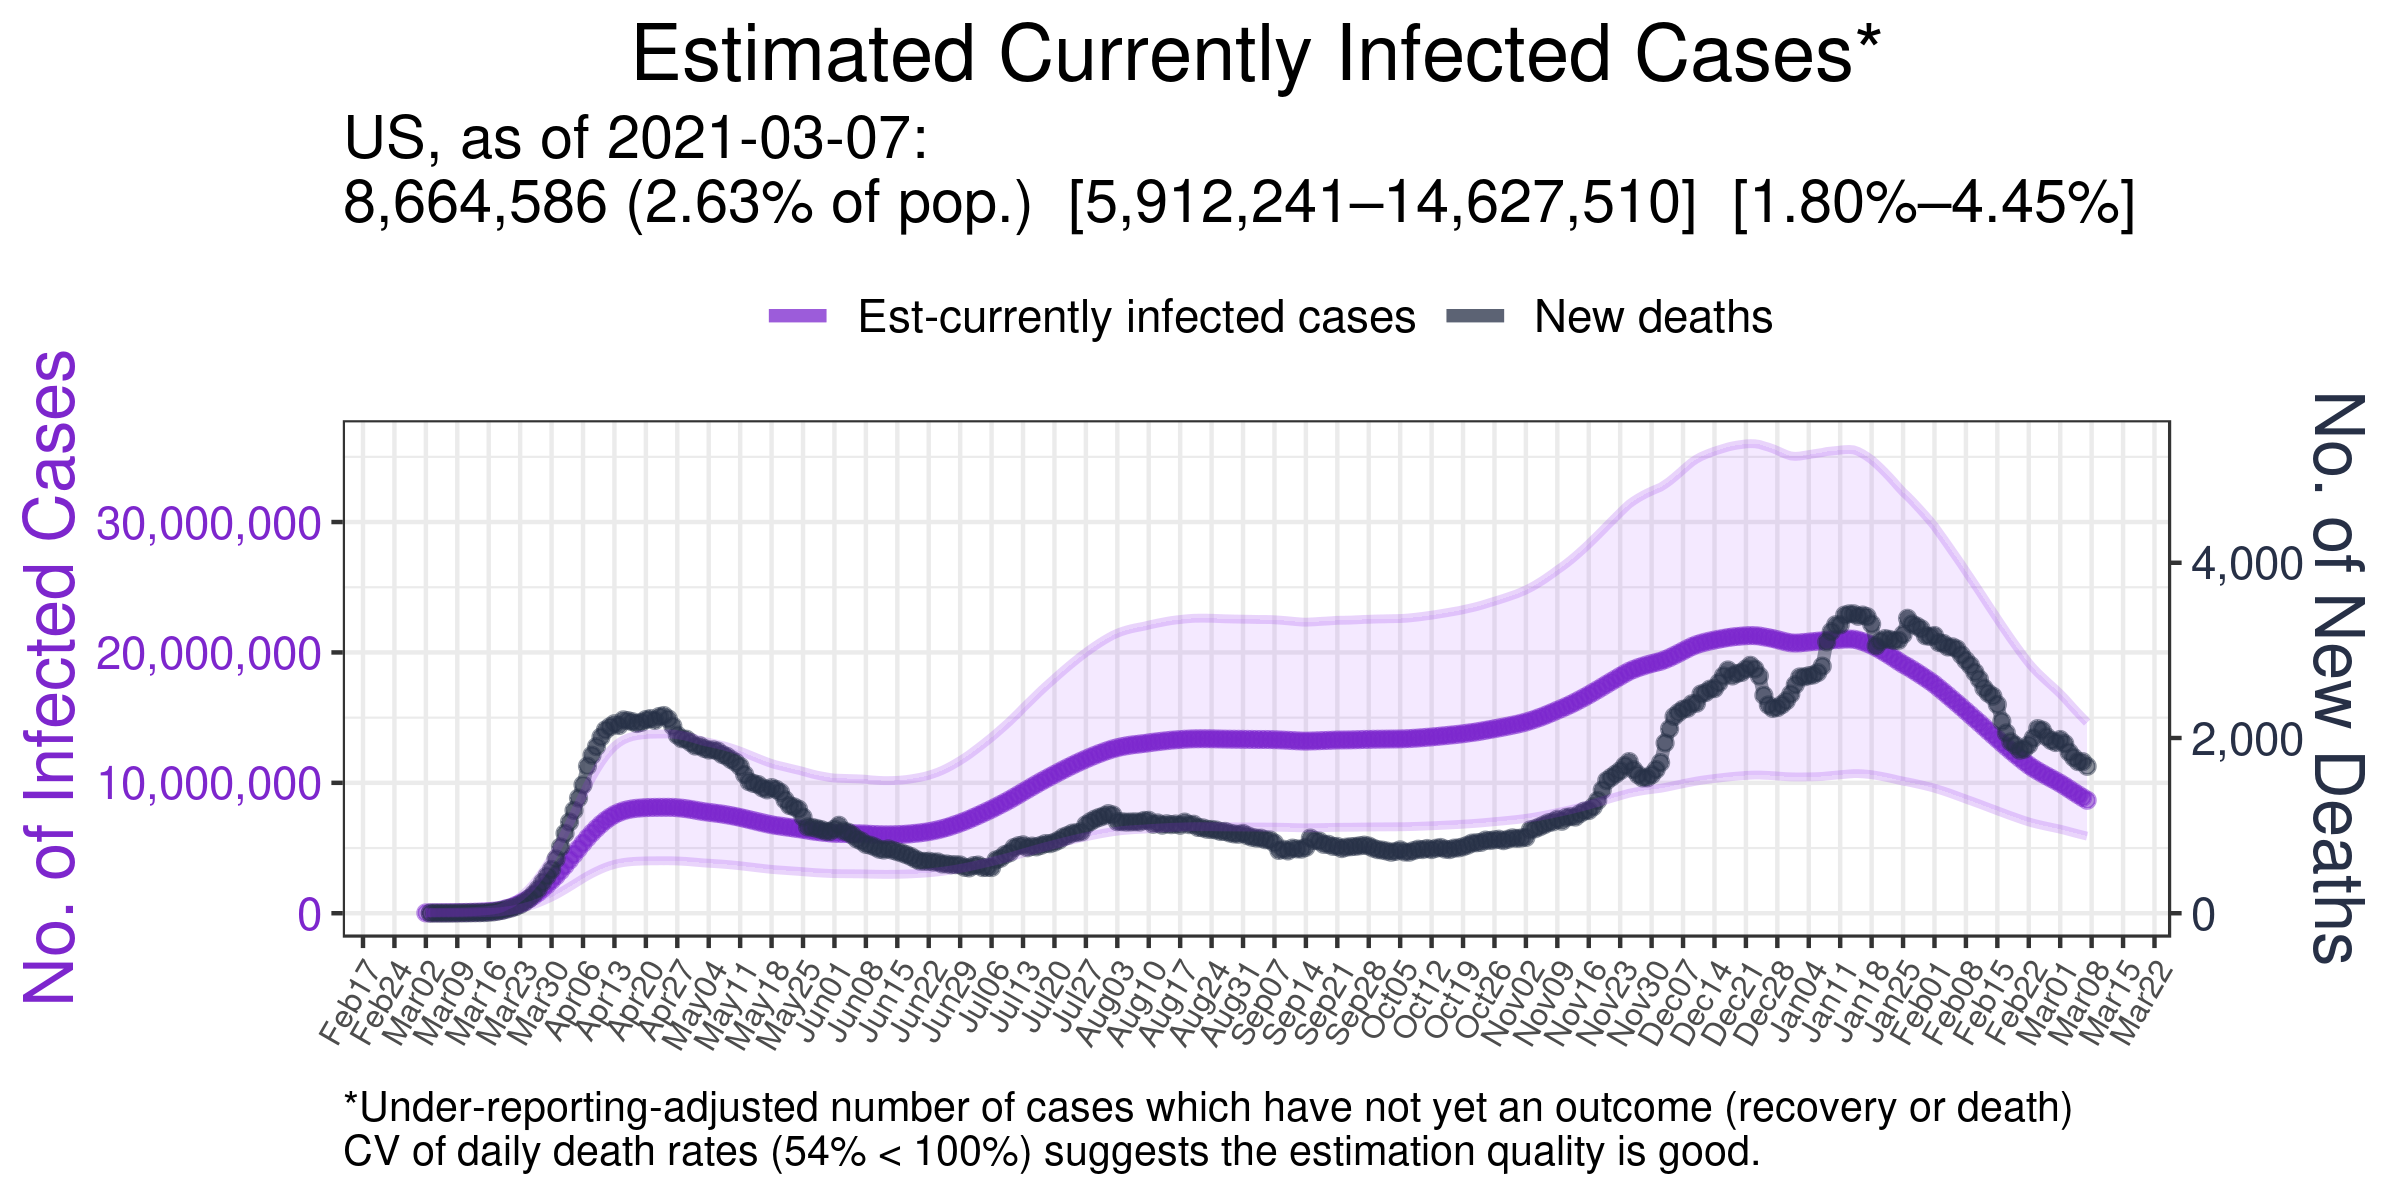 Estimated Currently Infected Cases*
US, as of 2021-03-07:
8,664,586 (2.63% of pop.)  [5,912,241–14,627,510]  [1.80%–4.45%]
Est-currently infected cases
New deaths
No. of Infected Cases
30,000,000
20,000,000
10,000,000
0
4,000
2,000
0
No. of New Deaths
Feb17
Feb24
Mar02
Mar09
Mar16
Mar23
Mar30
Apr06
Apr13
Apr20
Apr27
May04
May11
May18
May25
Jun01
Jun08
Jun15
Jun22
Jun29
Jul06
Jul13
Jul20
Jul27
Aug03
Aug10
Aug17
Aug24
Aug31
Sep07
Sep14
Sep21
Sep28
Oct05
Oct12
Oct19
Oct26
Nov02
Nov09
Nov16
Nov23
Nov30
Dec07
Dec14
Dec21
Dec28
Jan04
Jan11
Jan18
Jan25
Feb01
Feb08
Feb15
Feb22
Mar01
Mar08
Mar15
Mar22
*Under-reporting-adjusted number of cases which have not yet an outcome (recovery or death)
CV of daily death rates (54% < 100%) suggests the estimation quality is good.